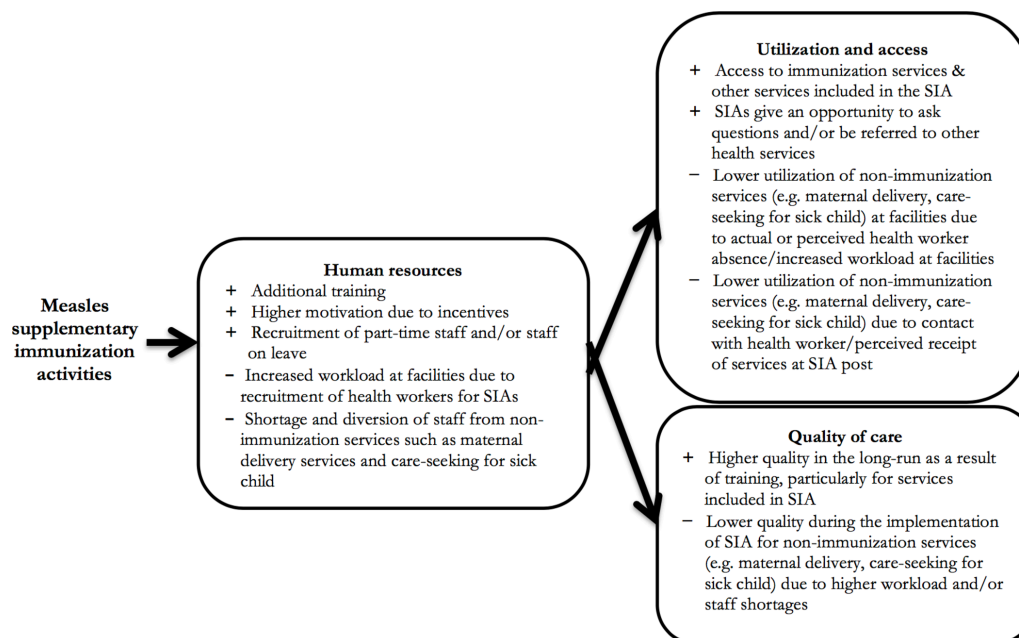 Measles
supplementary
immunization
activities
Human resources
+ Additional training
+ Higher motivation due to incentives
+ Recruitment of part-time staff and/or staff
on leave
− Increased workload at facilities due to
recruitment of health workers for SIAs
− Shortage and diversion of staff from non-
immunization services such as maternal
delivery services and care-seeking for sick
child
Utilization and access
+ Access to immunization services &
other services included in the SIA
+ SIAs give an opportunity to ask
questions and/or be referred to other
health services
− Lower utilization of non-immunization
services (e.g. maternal delivery, care-
seeking for sick child) at facilities due
to actual or perceived health worker
absence/increased workload at facilities
− Lower utilization of non-immunization
services (e.g. maternal delivery, care-
seeking for sick child) due to contact
with health worker/perceived receipt
of services at SIA post
Quality of care
+ Higher quality in the long-run as a result
of training, particularly for services
included in SIA
− Lower quality during the implementation
of SIA for non-immunization services
(e.g. maternal delivery, care-seeking for
sick child) due to higher workload and/or
staff shortages